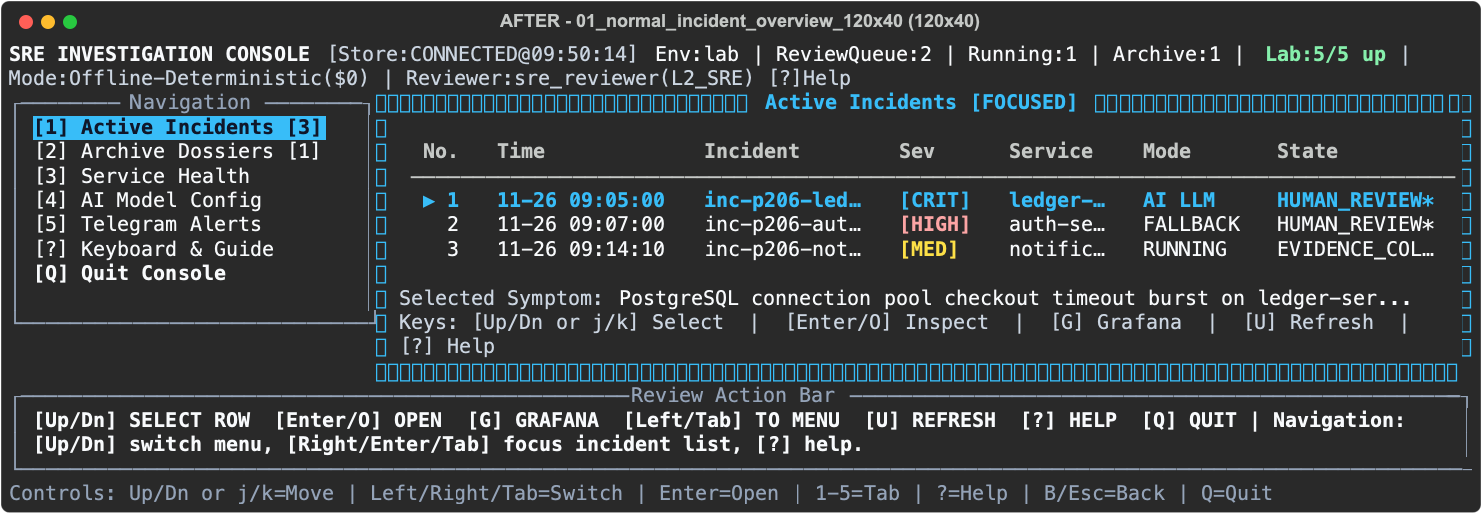 AFTER - 01_normal_incident_overview_120x40 (120x40)
SRE INVESTIGATION CONSOLE [Store:CONNECTED@09:50:14] Env:lab | ReviewQueue:2 | Running:1 | Archive:1 | Lab:5/5 up |
Mode:Offline-Deterministic($0) | Reviewer:sre_reviewer(L2_SRE) [?]Help
Navigation
[1] Active Incidents [3]
[2] Archive Dossiers [1]
[3] Service Health
[4] AI Model Config
[5] Telegram Alerts
[?] Keyboard & Guide
[Q] Quit Console
Active Incidents [FOCUSED]
No. Time Incident Sev Service Mode State
▶ 1 11-26 09:05:00 inc-p206-led… [CRIT] ledger-… AI LLM HUMAN_REVIEW*
2 11-26 09:07:00 inc-p206-aut… [HIGH] auth-se… FALLBACK HUMAN_REVIEW*
3 11-26 09:14:10 inc-p206-not… [MED] notific… RUNNING EVIDENCE_COL…
Selected Symptom: PostgreSQL connection pool checkout timeout burst on ledger-ser...
Keys: [Up/Dn or j/k] Select | [Enter/O] Inspect | [G] Grafana | [U] Refresh |
[?] Help
Review Action Bar
[Up/Dn] SELECT ROW [Enter/O] OPEN [G] GRAFANA [Left/Tab] TO MENU [U] REFRESH [?] HELP [Q] QUIT | Navigation:
[Up/Dn] switch menu, [Right/Enter/Tab] focus incident list, [?] help.
Controls: Up/Dn or j/k=Move | Left/Right/Tab=Switch | Enter=Open | 1-5=Tab | ?=Help | B/Esc=Back | Q=Quit